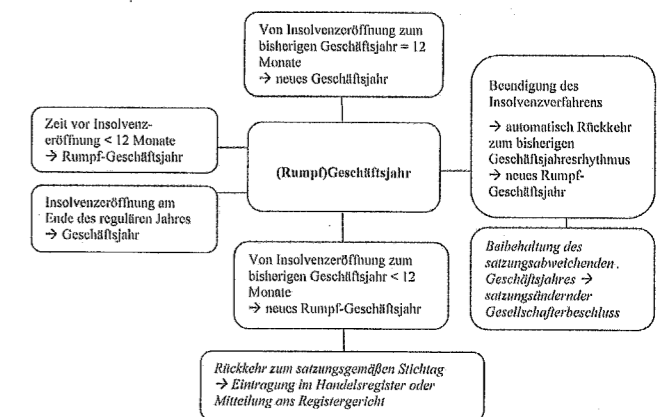 Von Insolvenzeröffnung zum
bisherigen Geschäftsjahr = 12
Monate
→ neues Geschäftsjahr
Zeit vor Insolvenz-
eröffnung < 12 Monate
→ Rumpf-Geschäftsjahr
Insolvenzeröffnung am
Ende des regulären Jahres
→ Geschäftsjahr
(Rumpf)Geschäftsjahr
Beendigung des
Insolvenzverfahrens
→ automatisch Rückkehr
zum bisherigen
Geschäftsjahresrhythmus
→ neues Rumpf-
Geschäftsjahr
Baibehaltung des
satzungsabweichenden
Geschäftsjahres →
satzungsändernder
Gesellschafterbeschluss
Von Insolvenzeröffnung zum
bisherigen Geschäftsjahr < 12
Monate
→ neues Rumpf-Geschäftsjahr
Rückkehr zum satzungsgemäßen Stichtag
→ Eintragung im Handelsregister oder
Mitteilung ans Registergericht